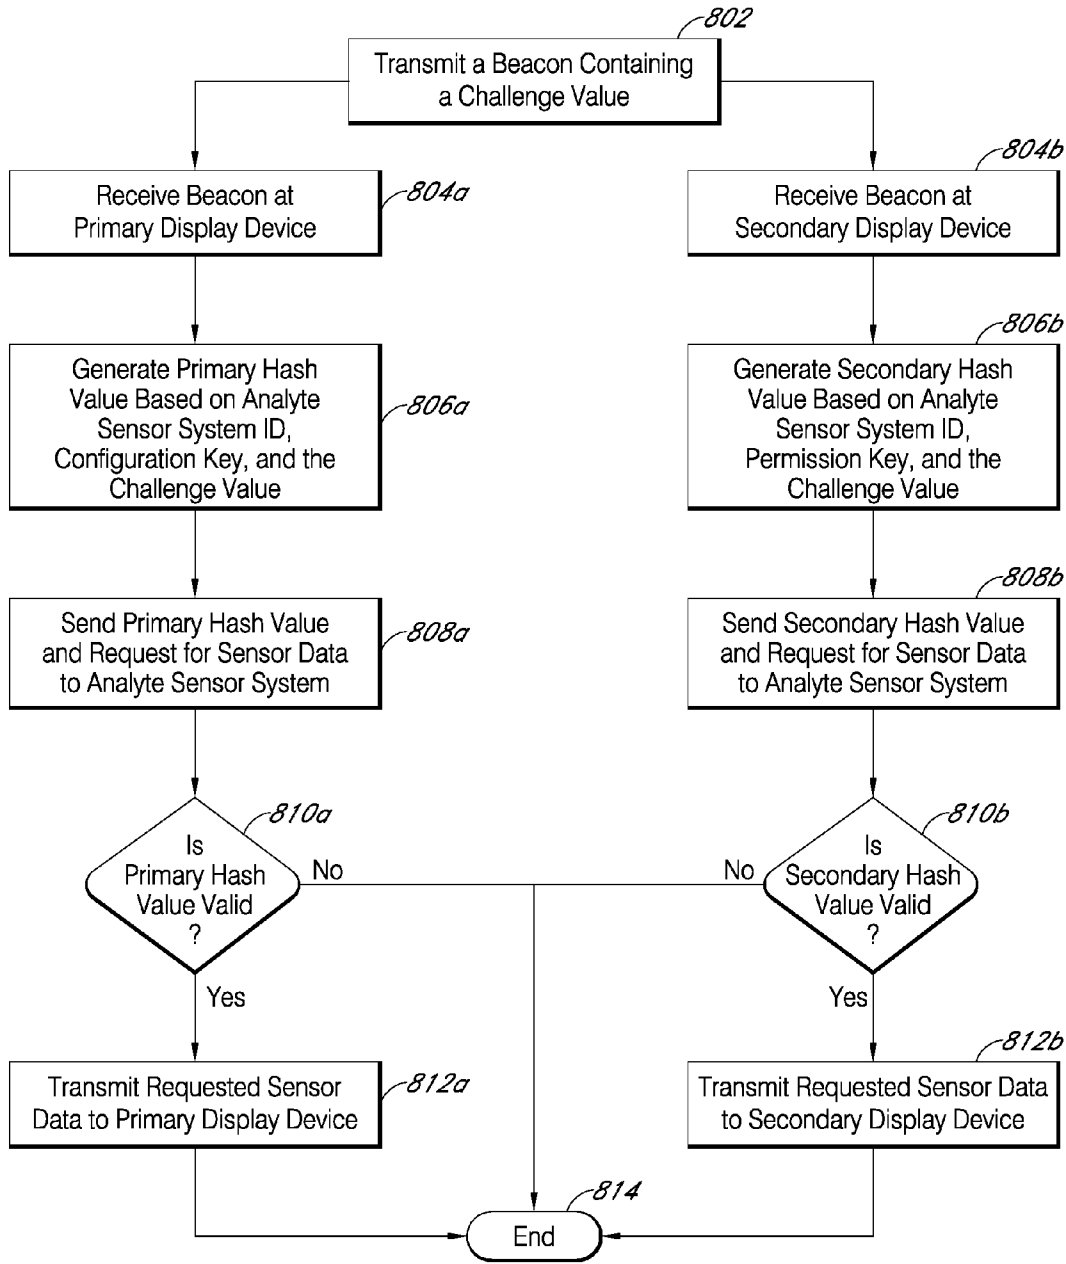 802
Transmit a Beacon Containing
a Challenge Value
804a
Receive Beacon at
Primary Display Device
804b
Receive Beacon at
Secondary Display Device
806a
Generate Primary Hash
Value Based on Analyte
Sensor System ID,
Configuration Key, and the
Challenge Value
806b
Generate Secondary Hash
Value Based on Analyte
Sensor System ID,
Permission Key, and the
Challenge Value
808a
Send Primary Hash Value
and Request for Sensor Data
to Analyte Sensor System
808b
Send Secondary Hash Value
and Request for Sensor Data
to Analyte Sensor System
810a
Is
Primary Hash
Value Valid
?
No
Yes
810b
Is
Secondary Hash
Value Valid
?
No
Yes
812a
Transmit Requested Sensor
Data to Primary Display Device
812b
Transmit Requested Sensor Data
to Secondary Display Device
814
End